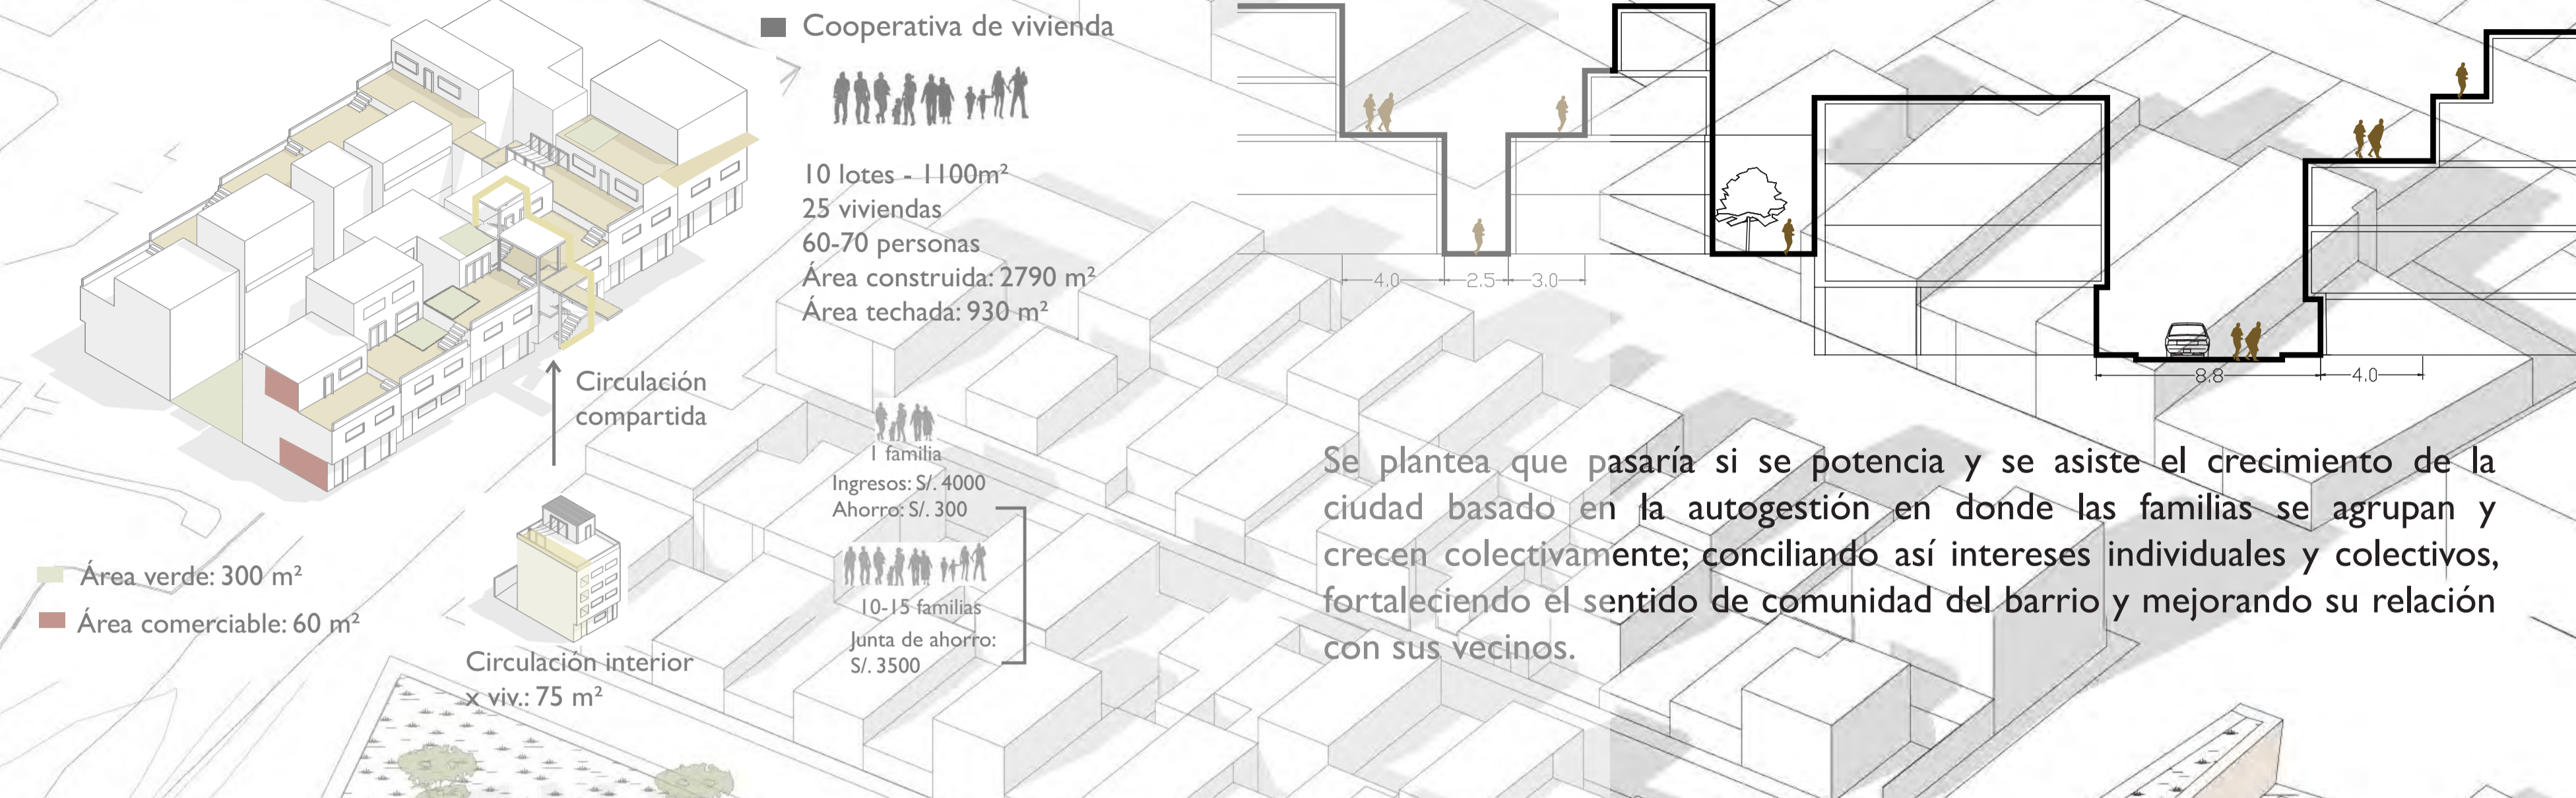 Cooperativa de vivienda
10 lotes - 1100m²
25 viviendas
60-70 personas
Área construida: 2790 m²
Área techada: 930 m²
Circulación
compartida
1 familia
Ingresos: S/. 4000
Ahorro: S/. 300
10-15 familias
Junta de ahorro:
S/. 3500
Área verde: 300 m²
Área comerciable: 60 m²
Circulación interior
x viv.: 75 m²
4.0
2.5
3.0
8.8
4.0
Se plantea que pasaría si se potencia y se asiste el crecimiento de la
ciudad basado en la autogestión en donde las familias se agrupan y
crecen colectivamente; conciliando así intereses individuales y colectivos,
fortaleciendo el sentido de comunidad del barrio y mejorando su relación
con sus vecinos.